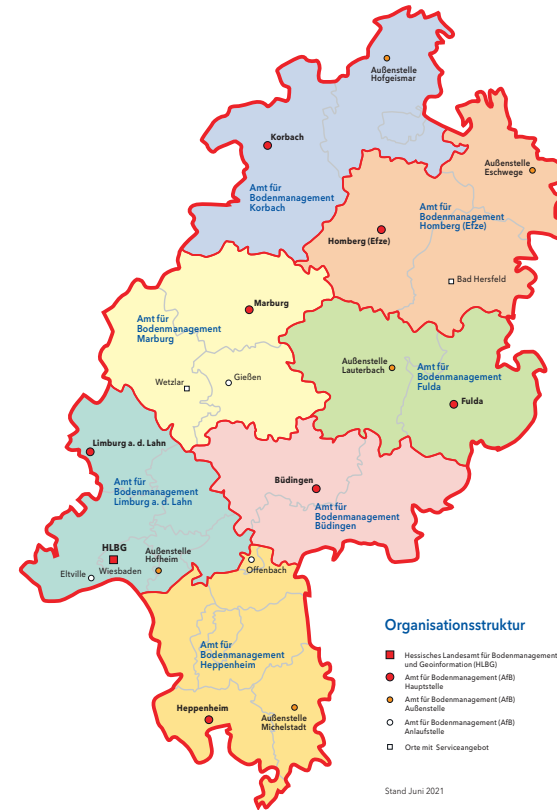 Außenstelle
Hofgeismar
Korbach
Außenstelle
Eschwege
Amt für
Bodenmanagement
Korbach
Amt für
Bodenmanagement
Homberg (Efze)
Homberg (Efze)
Bad Hersfeld
Marburg
Amt für
Bodenmanagement
Marburg
Außenstelle
Lauterbach
Amt für
Bodenmanagement
Fulda
Gießen
Wetzlar
Fulda
Limburg a. d. Lahn
Amt für
Bodenmanagement
Limburg a. d. Lahn
Büdingen
Amt für
Bodenmanagement
Büdingen
HLBG
Wiesbaden
Außenstelle
Hofheim
Eltville
Offenbach
Amt für
Bodenmanagement
Heppenheim
Heppenheim
Außenstelle
Michelstadt
Organisationsstruktur
Hessisches Landesamt für Bodenmanagement
und Geoinformation (HLBG)
Amt für Bodenmanagement (AfB)
Hauptstelle
Amt für Bodenmanagement (AfB)
Außenstelle
Amt für Bodenmanagement (AfB)
Anlaufstelle
Orte mit Serviceangebot
Stand Juni 2021